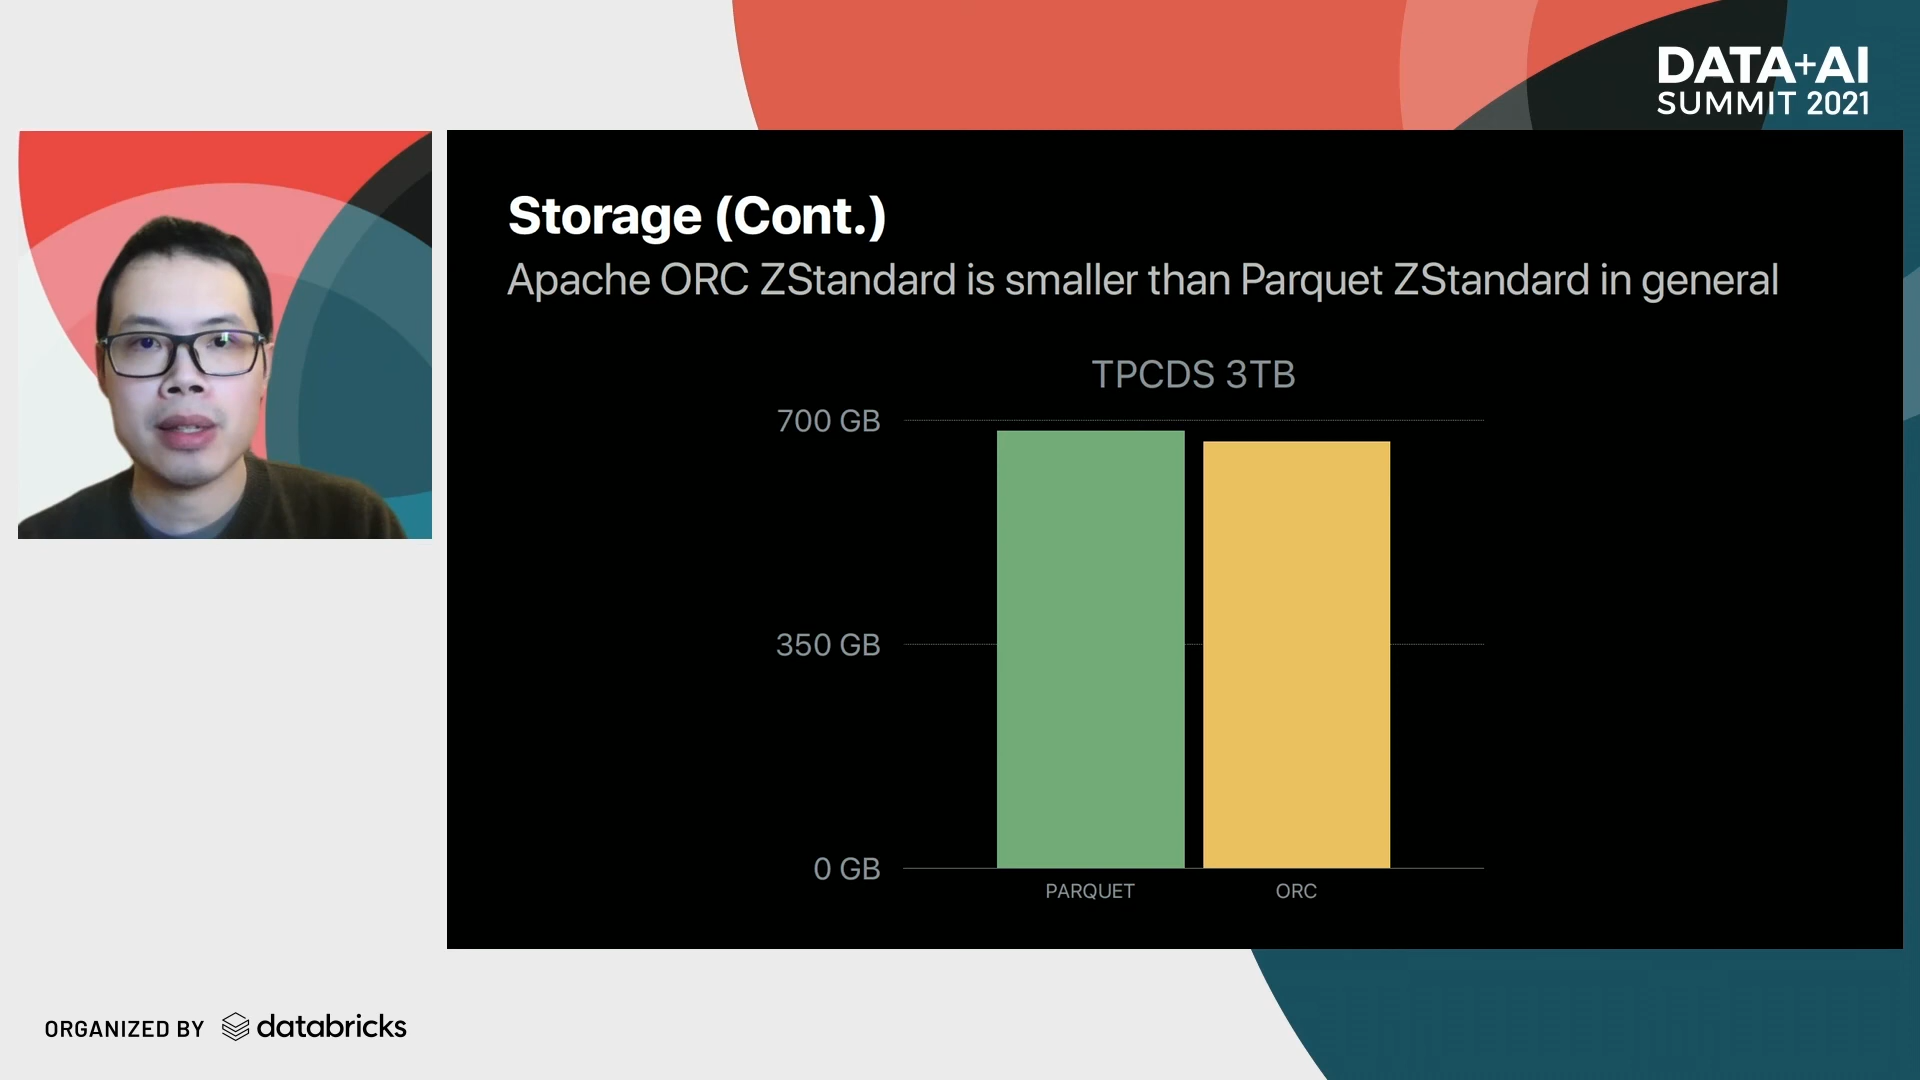 DATA+AI
SUMMIT 2021
Storage (Cont.)
Apache ORC ZStandard is smaller than Parquet ZStandard in general
TPCDS 3TB
700 GB
350 GB
0 GB
PARQUET
ORC
ORGANIZED BY databricks